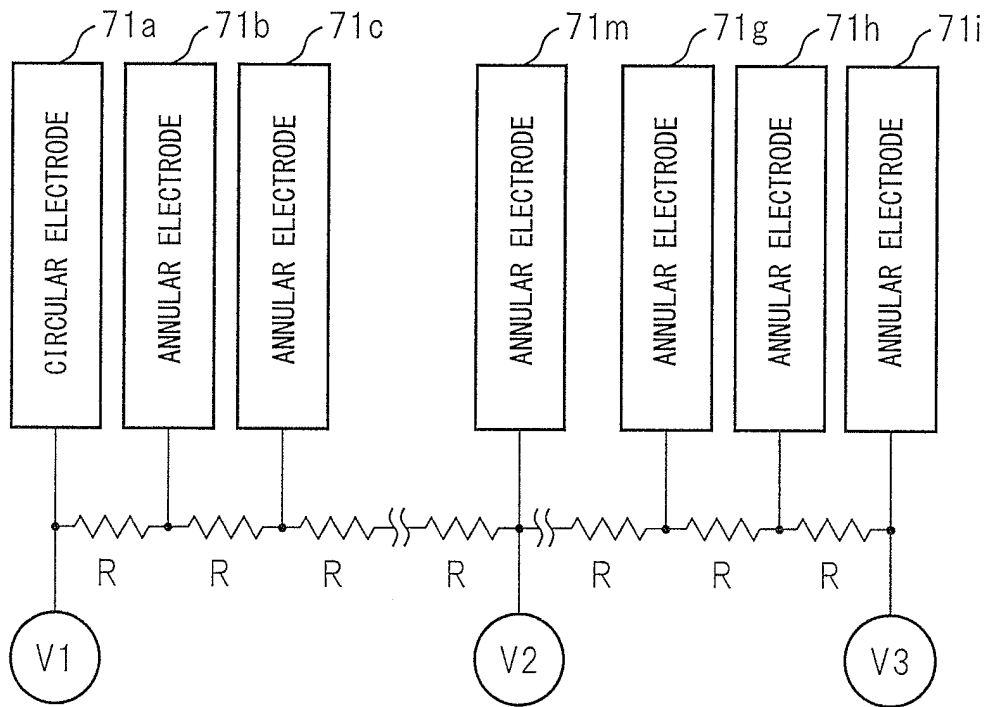 71a 71b 71c 71m 71g 71h 71i
CIRCULAR ELECTRODE
ANNULAR ELECTRODE
ANNULAR ELECTRODE
ANNULAR ELECTRODE
ANNULAR ELECTRODE
ANNULAR ELECTRODE
ANNULAR ELECTRODE
R R R R R R R
V1 V2 V3